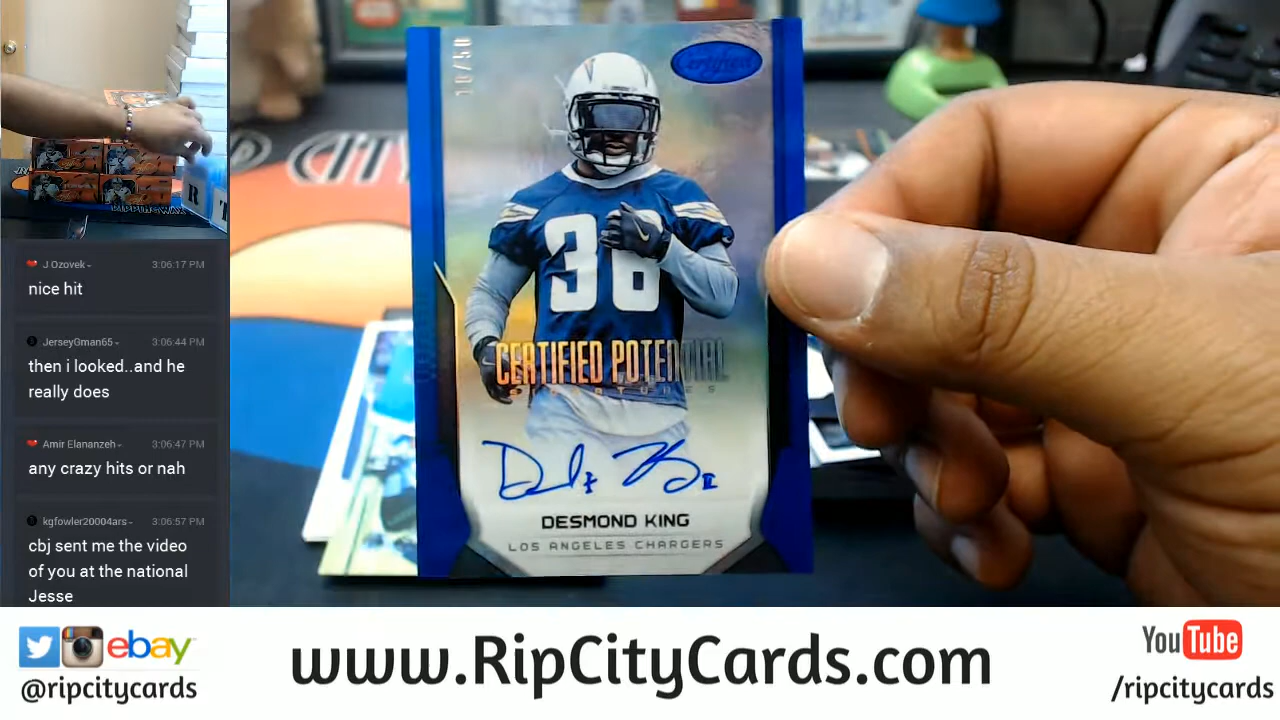 J Ozovek
3:06:17 PM
nice hit
JerseyGman65
3:06:44 PM
then i looked..and he
really does
Amir Elananzeh
3:06:47 PM
any crazy hits or nah
kgfowler20004ars
3:06:57 PM
cbj sent me the video
of you at the national
Jesse
P CITY
Certified
36
CERTIFIED POTENTIAL
SIGNATURES
DESMOND KING
LOS ANGELES CHARGERS
ebay
@ripcitycards
www.RipCityCards.com
YouTube
/ripcitycards